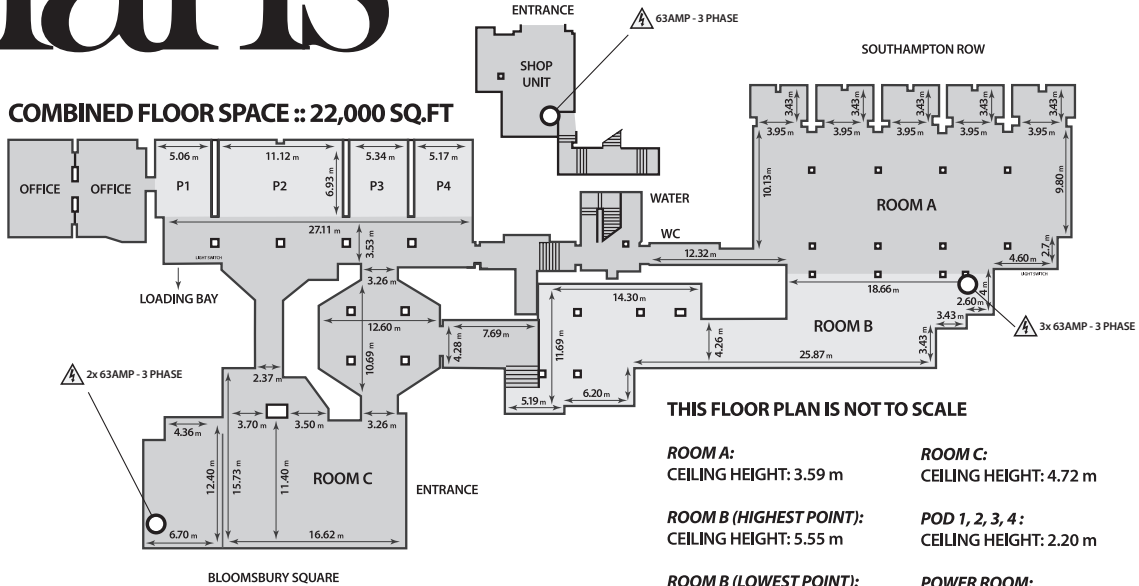 ENTRANCE
63AMP - 3 PHASE
SOUTHAMPTON ROW
SHOP
UNIT
COMBINED FLOOR SPACE :: 22,000 SQ.FT
3.43 m
3.43 m
3.43 m
3.43 m
3.43 m
3.95 m
3.95 m
3.95 m
3.95 m
3.95 m
OFFICE
OFFICE
5.06 m
11.12 m
5.34 m
5.17 m
P1
P2
P3
P4
6.93 m
10.13 m
9.80 m
WATER
ROOM A
27.11 m
3.53 m
WC
LIGHT SWITCH
12.32 m
2.7 m
4.60 m
LIGHT SWITCH
LOADING BAY
3.26 m
14.30 m
18.66 m
4 m
2.60 m
12.60 m
7.69 m
ROOM B
3.43 m
3x 63AMP - 3 PHASE
10.69 m
4.28 m
11.69 m
4.26 m
3.43 m
25.87 m
2x 63AMP - 3 PHASE
2.37 m
5.19 m
6.20 m
3.70 m
3.50 m
3.26 m
4.36 m
THIS FLOOR PLAN IS NOT TO SCALE
12.40 m
15.73 m
11.40 m
ROOM C
ENTRANCE
6.70 m
16.62 m
BLOOMSBURY SQUARE
ROOM A:
CEILING HEIGHT: 3.59 m
ROOM C:
CEILING HEIGHT: 4.72 m
ROOM B (HIGHEST POINT):
CEILING HEIGHT: 5.55 m
POD 1, 2, 3, 4 :
CEILING HEIGHT: 2.20 m
ROOM B (LOWEST POINT):
POWER ROOM: